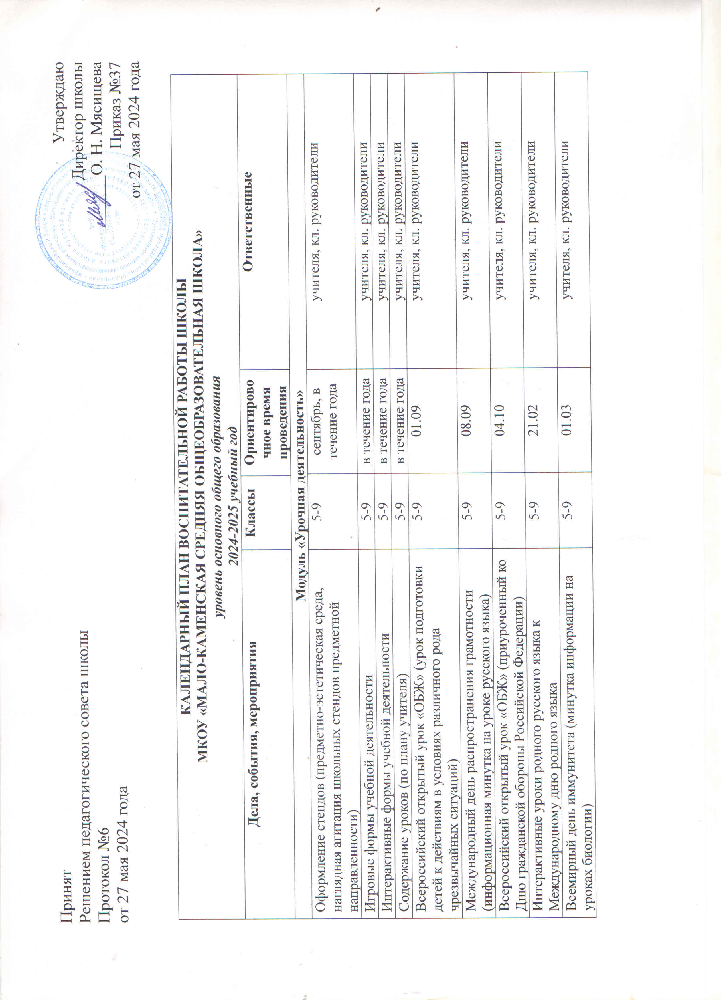 Принят
Решением педагогического совета школы
Протокол №6
от 27 мая 2024 года
Утверждаю
Директор школы
О. Н. Мясищева
Приказ №37
от 27 мая 2024 года
КАЛЕНДАРНЫЙ ПЛАН ВОСПИТАТЕЛЬНОЙ РАБОТЫ ШКОЛЫ
МКОУ «МАЛО-КАМЕНСКАЯ СРЕДНЯЯ ОБЩЕОБРАЗОВАТЕЛЬНАЯ ШКОЛА»
уровень основного общего образования
2024-2025 учебный год
Дела, события, мероприятия
Классы
Ориентирово
чное время
проведения
Ответственные
Модуль «Урочная деятельность»
Оформление стендов (предметно-эстетическая среда,
наглядная агитация школьных стендов предметной
направленности)
5-9
сентябрь, в
течение года
учителя, кл. руководители
Игровые формы учебной деятельности
5-9
в течение года
учителя, кл. руководители
Интерактивные формы учебной деятельности
5-9
в течение года
учителя, кл. руководители
Содержание уроков (по плану учителя)
5-9
в течение года
учителя, кл. руководители
Всероссийский открытый урок «ОБЖ» (урок подготовки
детей к действиям в условиях различного рода
чрезвычайных ситуаций)
5-9
01.09
учителя, кл. руководители
Международный день распространения грамотности
(информационная минутка на уроке русского языка)
5-9
08.09
учителя, кл. руководители
Всероссийский открытый урок «ОБЖ» (приуроченный ко
Дню гражданской обороны Российской Федерации)
5-9
04.10
учителя, кл. руководители
Интерактивные уроки родного русского языка к
Международному дню родного языка
5-9
21.02
учителя, кл. руководители
Всемирный день иммунитета (минутка информации на
уроках биологии)
5-9
01.03
учителя, кл. руководители